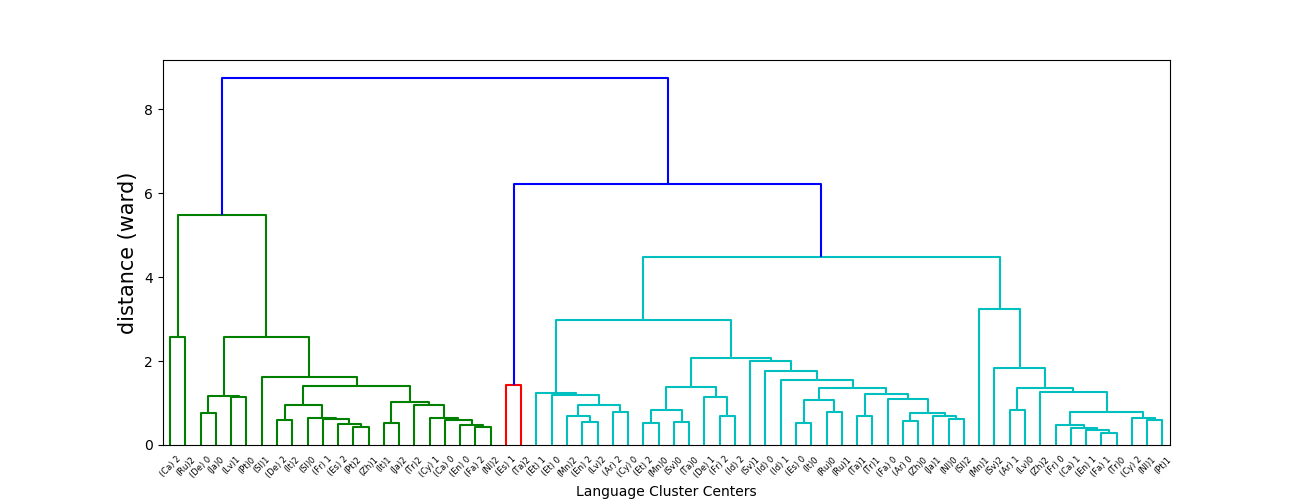 distance (ward)
8
6
4
2
0
(Ca) 2
(Ru)2
(De) 0
(Ja)0
(Lv)1
(Pt)0
(Sl)1
(De) 2
(It)2
(Sl)0
(Fr) 1
(Es) 2
(Pt)2
(Zh)1
(It)1
(Ja)2
(Tr)2
(Cy) 1
(Ca) 0
(En) 0
(Fa) 2
(Nl)2
(Es) 1
(Ta)2
(Et) 1
(Et) 0
(Mn)2
(En) 2
(Lv)2
(Ar) 2
(Cy) 0
(Et) 2
(Mn)0
(Sv)0
(Ta)0
(De) 1
(Fr) 2
(Id) 2
(Sv)1
(Id) 0
(Id) 1
(Es) 0
(It)0
(Ru)0
(Ru)1
(Ta)1
(Tr)1
(Fa) 0
(Ar) 0
(Zh)0
(Ja)1
(Nl)0
(Sl)2
(Mn)1
(Sv)2
(Ar) 1
(Lv)0
(Zh)2
(Fr) 0
(Ca) 1
(En) 1
(Fa) 1
(Tr)0
(Cy) 2
(Nl)1
(Pt)1
Language Cluster Centers